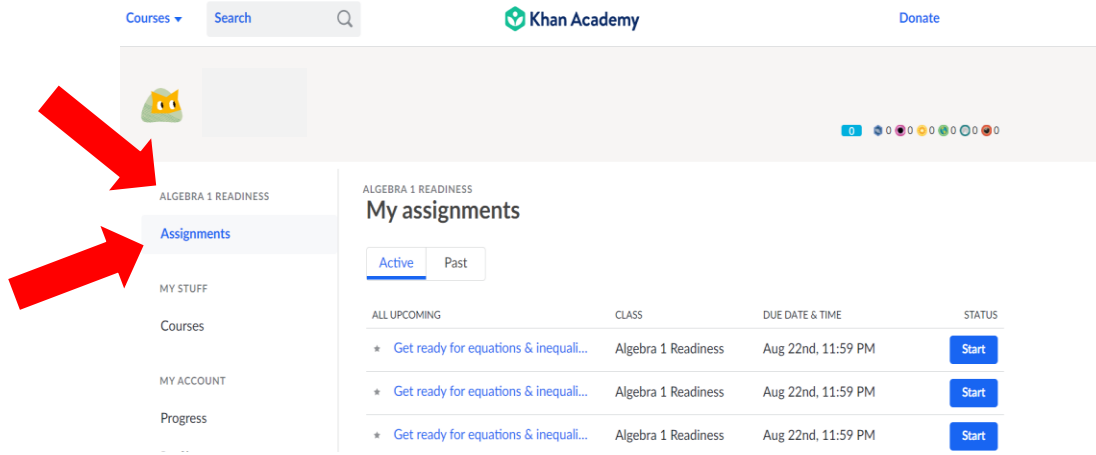 Courses Search Khan Academy Donate
0 0 0 0 0 0 0
ALGEBRA 1 READINESS
Assignments
MY STUFF
Courses
MY ACCOUNT
Progress
ALGEBRA 1 READINESS
My assignments
Active Past
ALL UPCOMING CLASS DUE DATE & TIME STATUS
Get ready for equations & inequali... Algebra 1 Readiness Aug 22nd, 11:59 PM Start
Get ready for equations & inequali... Algebra 1 Readiness Aug 22nd, 11:59 PM Start
Get ready for equations & inequali... Algebra 1 Readiness Aug 22nd, 11:59 PM Start